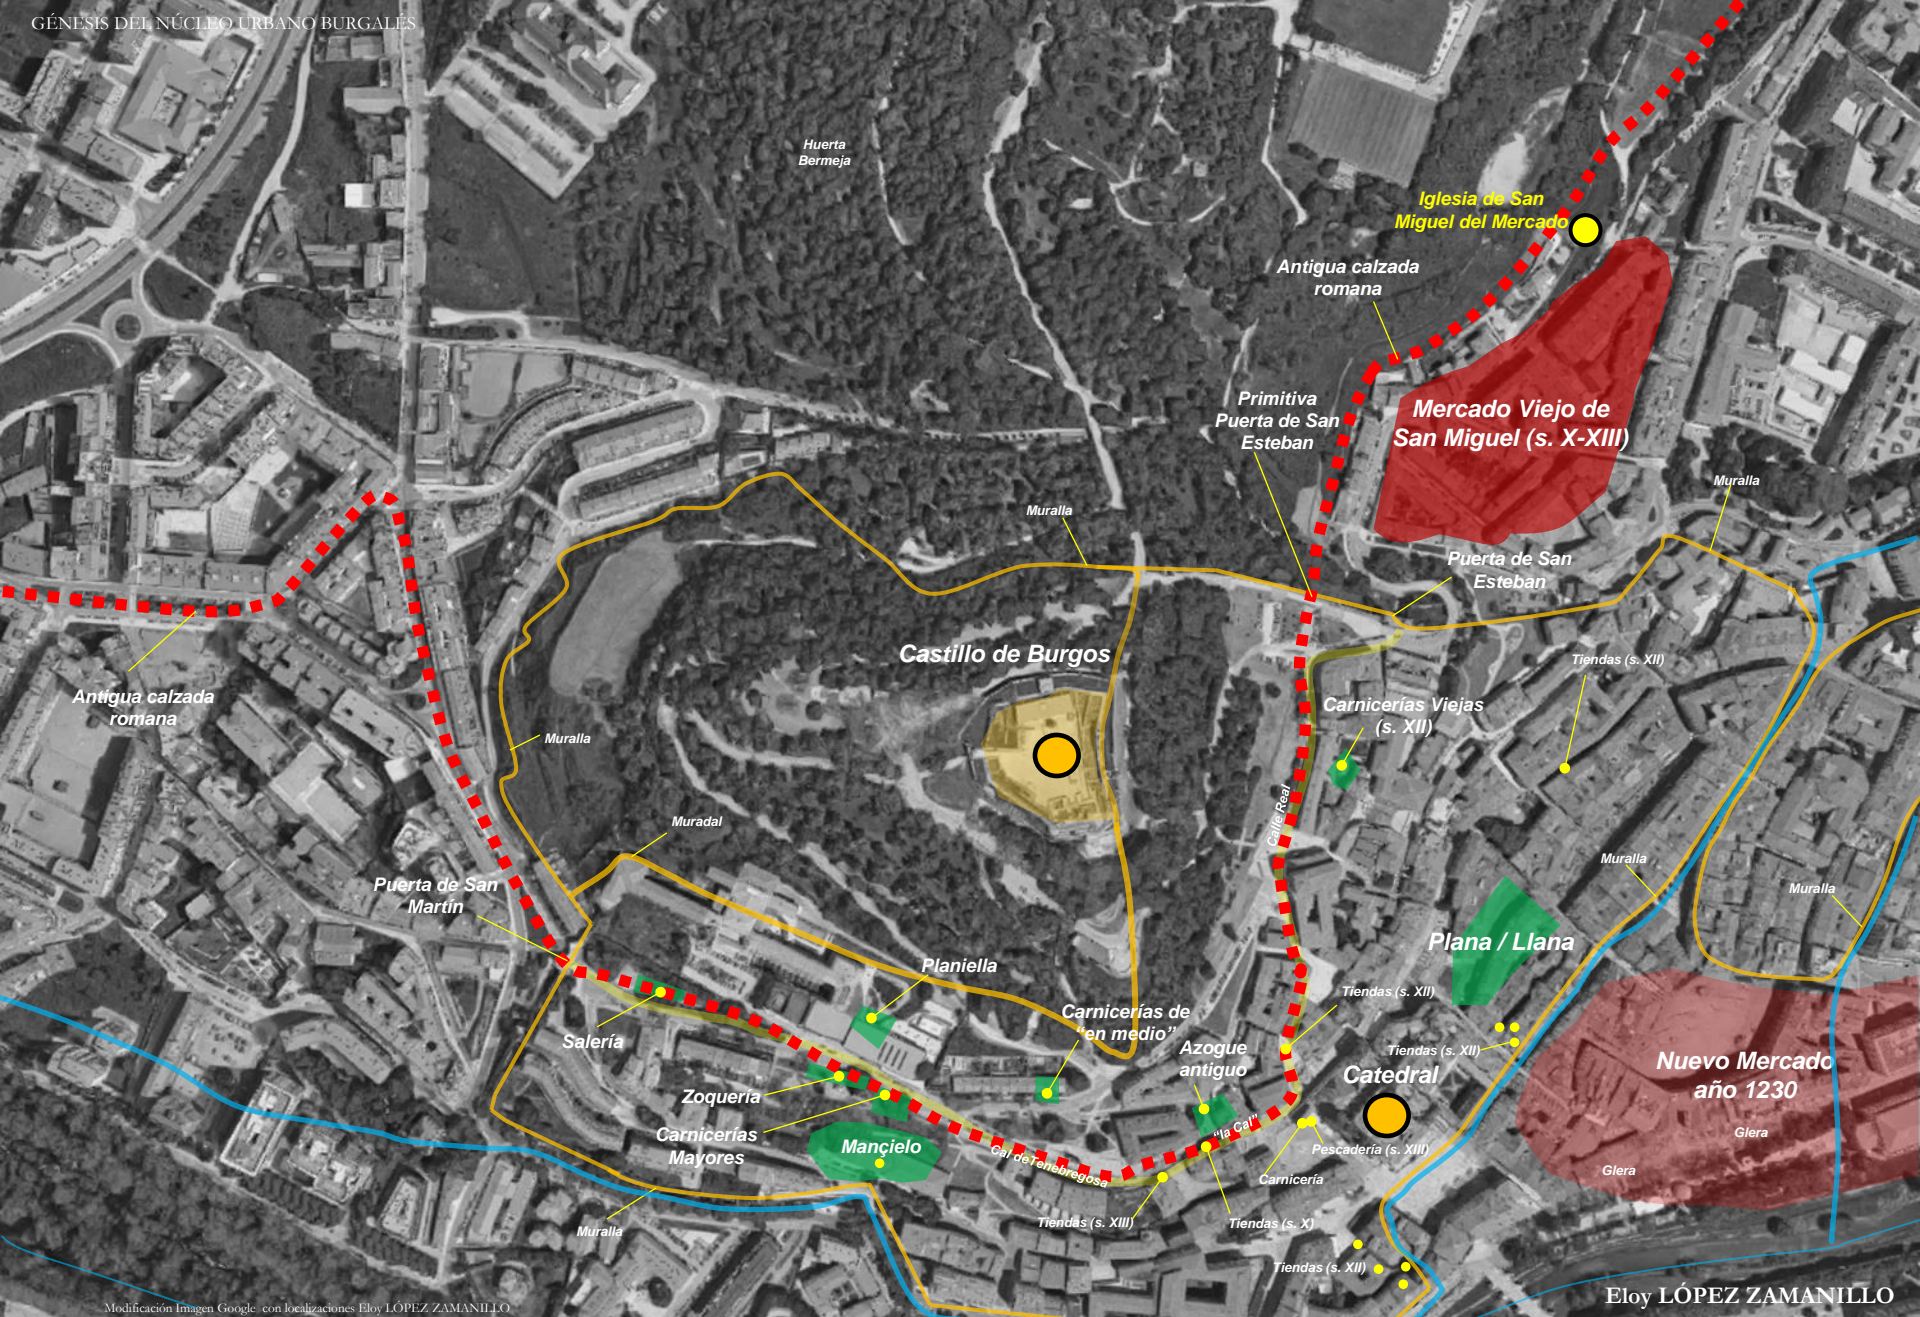 GÉNESIS DEL NÚCLEO URBANO BURGALÉS
Huerta
Bermeja
Iglesia de San
Miguel del Mercado
Antigua calzada
romana
Primitiva
Puerta de San
Esteban
Mercado Viejo de
San Miguel (s. X-XIII)
Muralla
Muralla
Puerta de San
Esteban
Castillo de Burgos
Tiendas (s. XII)
Antigua calzada
romana
Muralla
Carnicerías Viejas
(s. XII)
Calle Real
Muradal
Muralla
Muralla
Puerta de San
Martín
Plana / Llana
Planiella
Tiendas (s. XII)
Carnicerías de
“en medio”
Salería
Azogue
antiguo
Tiendas (s. XII)
Catedral
Nuevo Mercado
año 1230
Zoquería
Carnicerías
Mayores
Mançielo
“la Cal”
Glera
Cal deTenebregosa
Pescadería (s. XIII)
Carnicería
Glera
Tiendas (s. XIII)
Tiendas (s. X)
Muralla
Tiendas (s. XII)
Eloy LÓPEZ ZAMANILLO
Modificación Imagen Google con localizaciones Eloy LÓPEZ ZAMANILLO